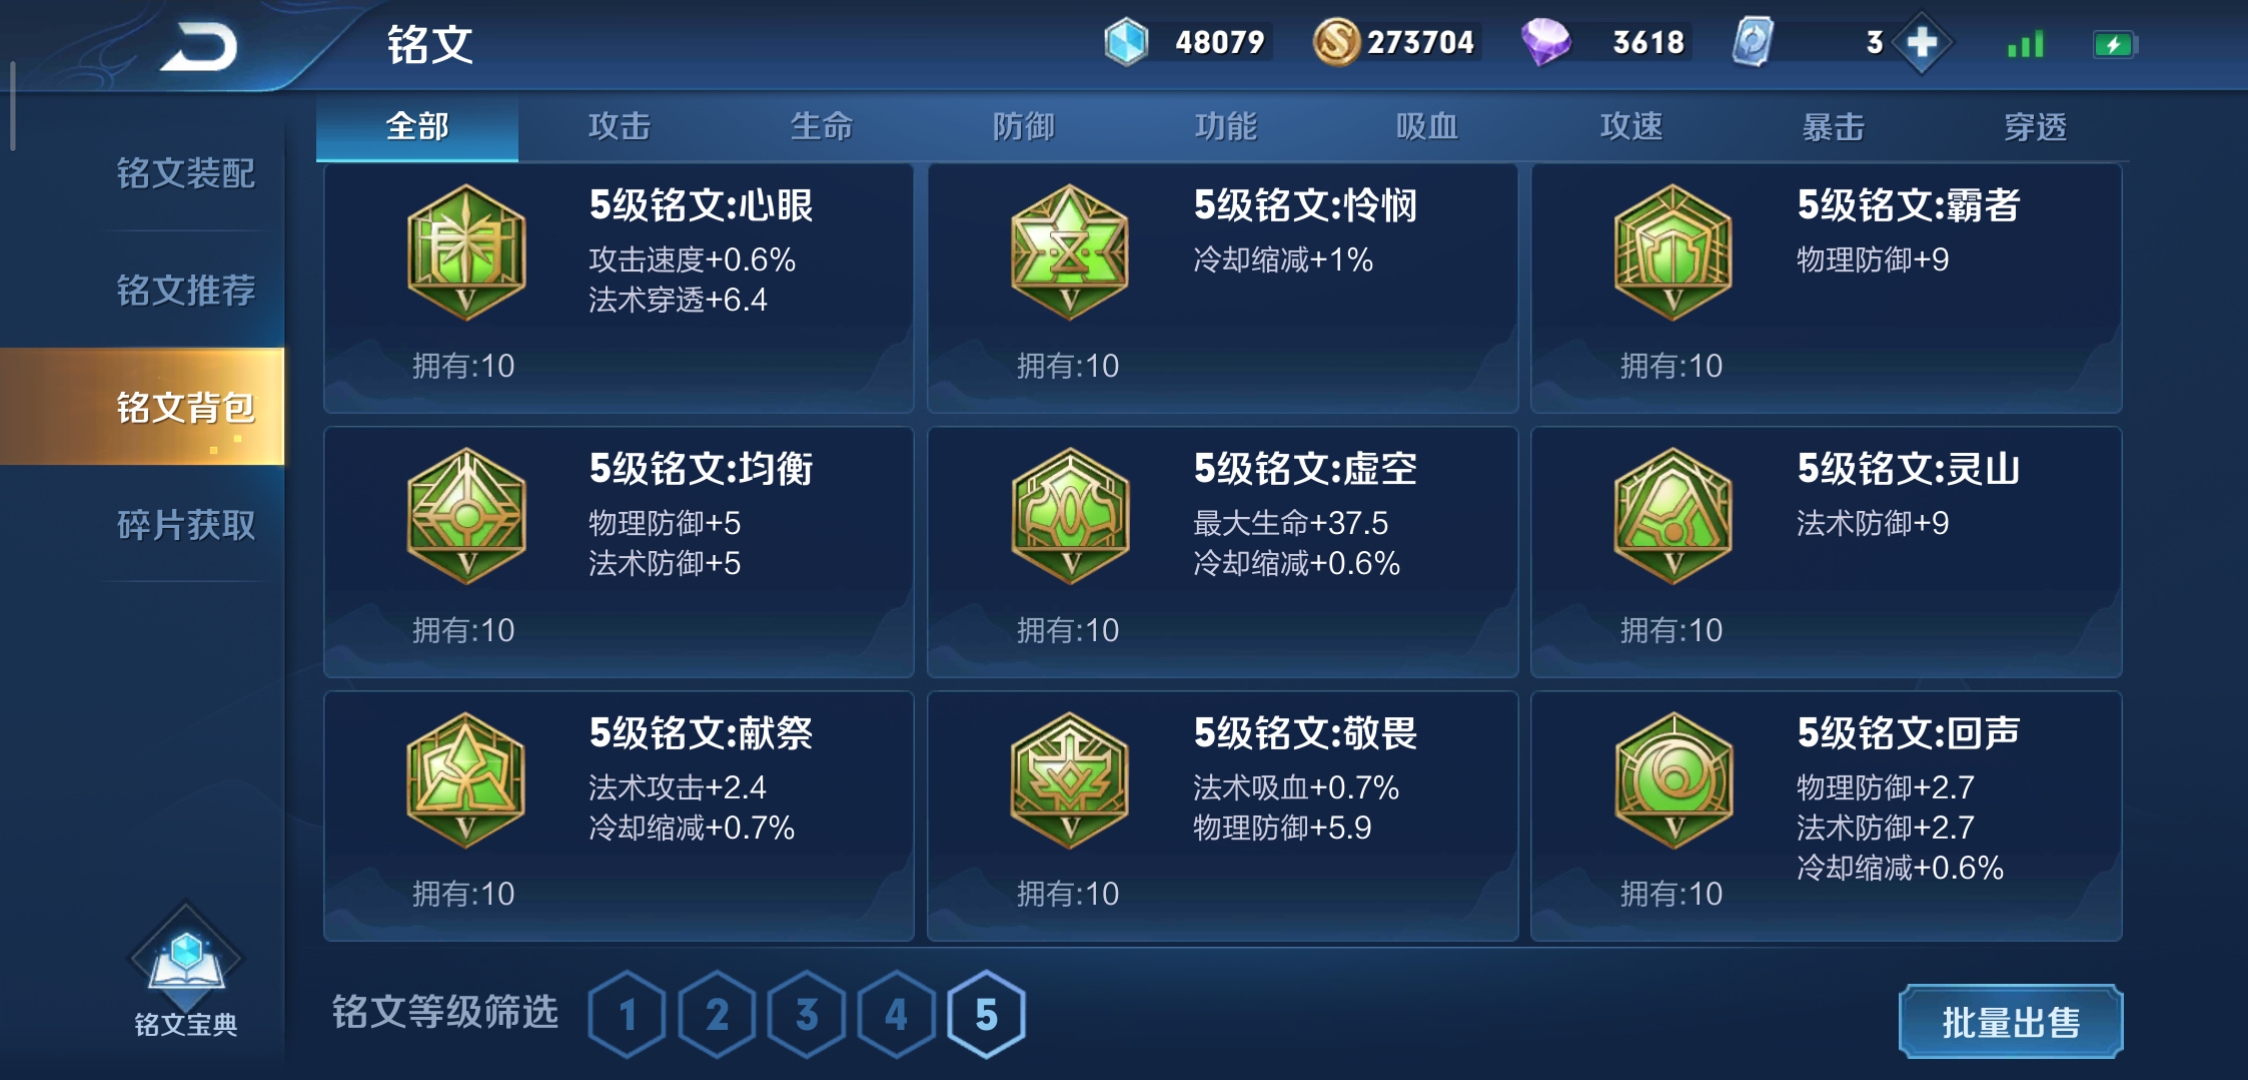 铭文
48079
273704
3618
3
全部
攻击
生命
防御
功能
吸血
攻速
暴击
穿透
铭文装配
铭文推荐
铭文背包
碎片获取
铭文宝典
V
5级铭文:心眼
攻击速度+0.6%
法术穿透+6.4
拥有:10
V
5级铭文:怜悯
冷却缩减+1%
拥有:10
V
5级铭文:霸者
物理防御+9
拥有:10
V
5级铭文:均衡
物理防御+5
法术防御+5
拥有:10
V
5级铭文:虚空
最大生命+37.5
冷却缩减+0.6%
拥有:10
V
5级铭文:灵山
法术防御+9
拥有:10
V
5级铭文:献祭
法术攻击+2.4
冷却缩减+0.7%
拥有:10
V
5级铭文:敬畏
法术吸血+0.7%
物理防御+5.9
拥有:10
V
5级铭文:回声
物理防御+2.7
法术防御+2.7
冷却缩减+0.6%
拥有:10
铭文等级筛选
1
2
3
4
5
批量出售